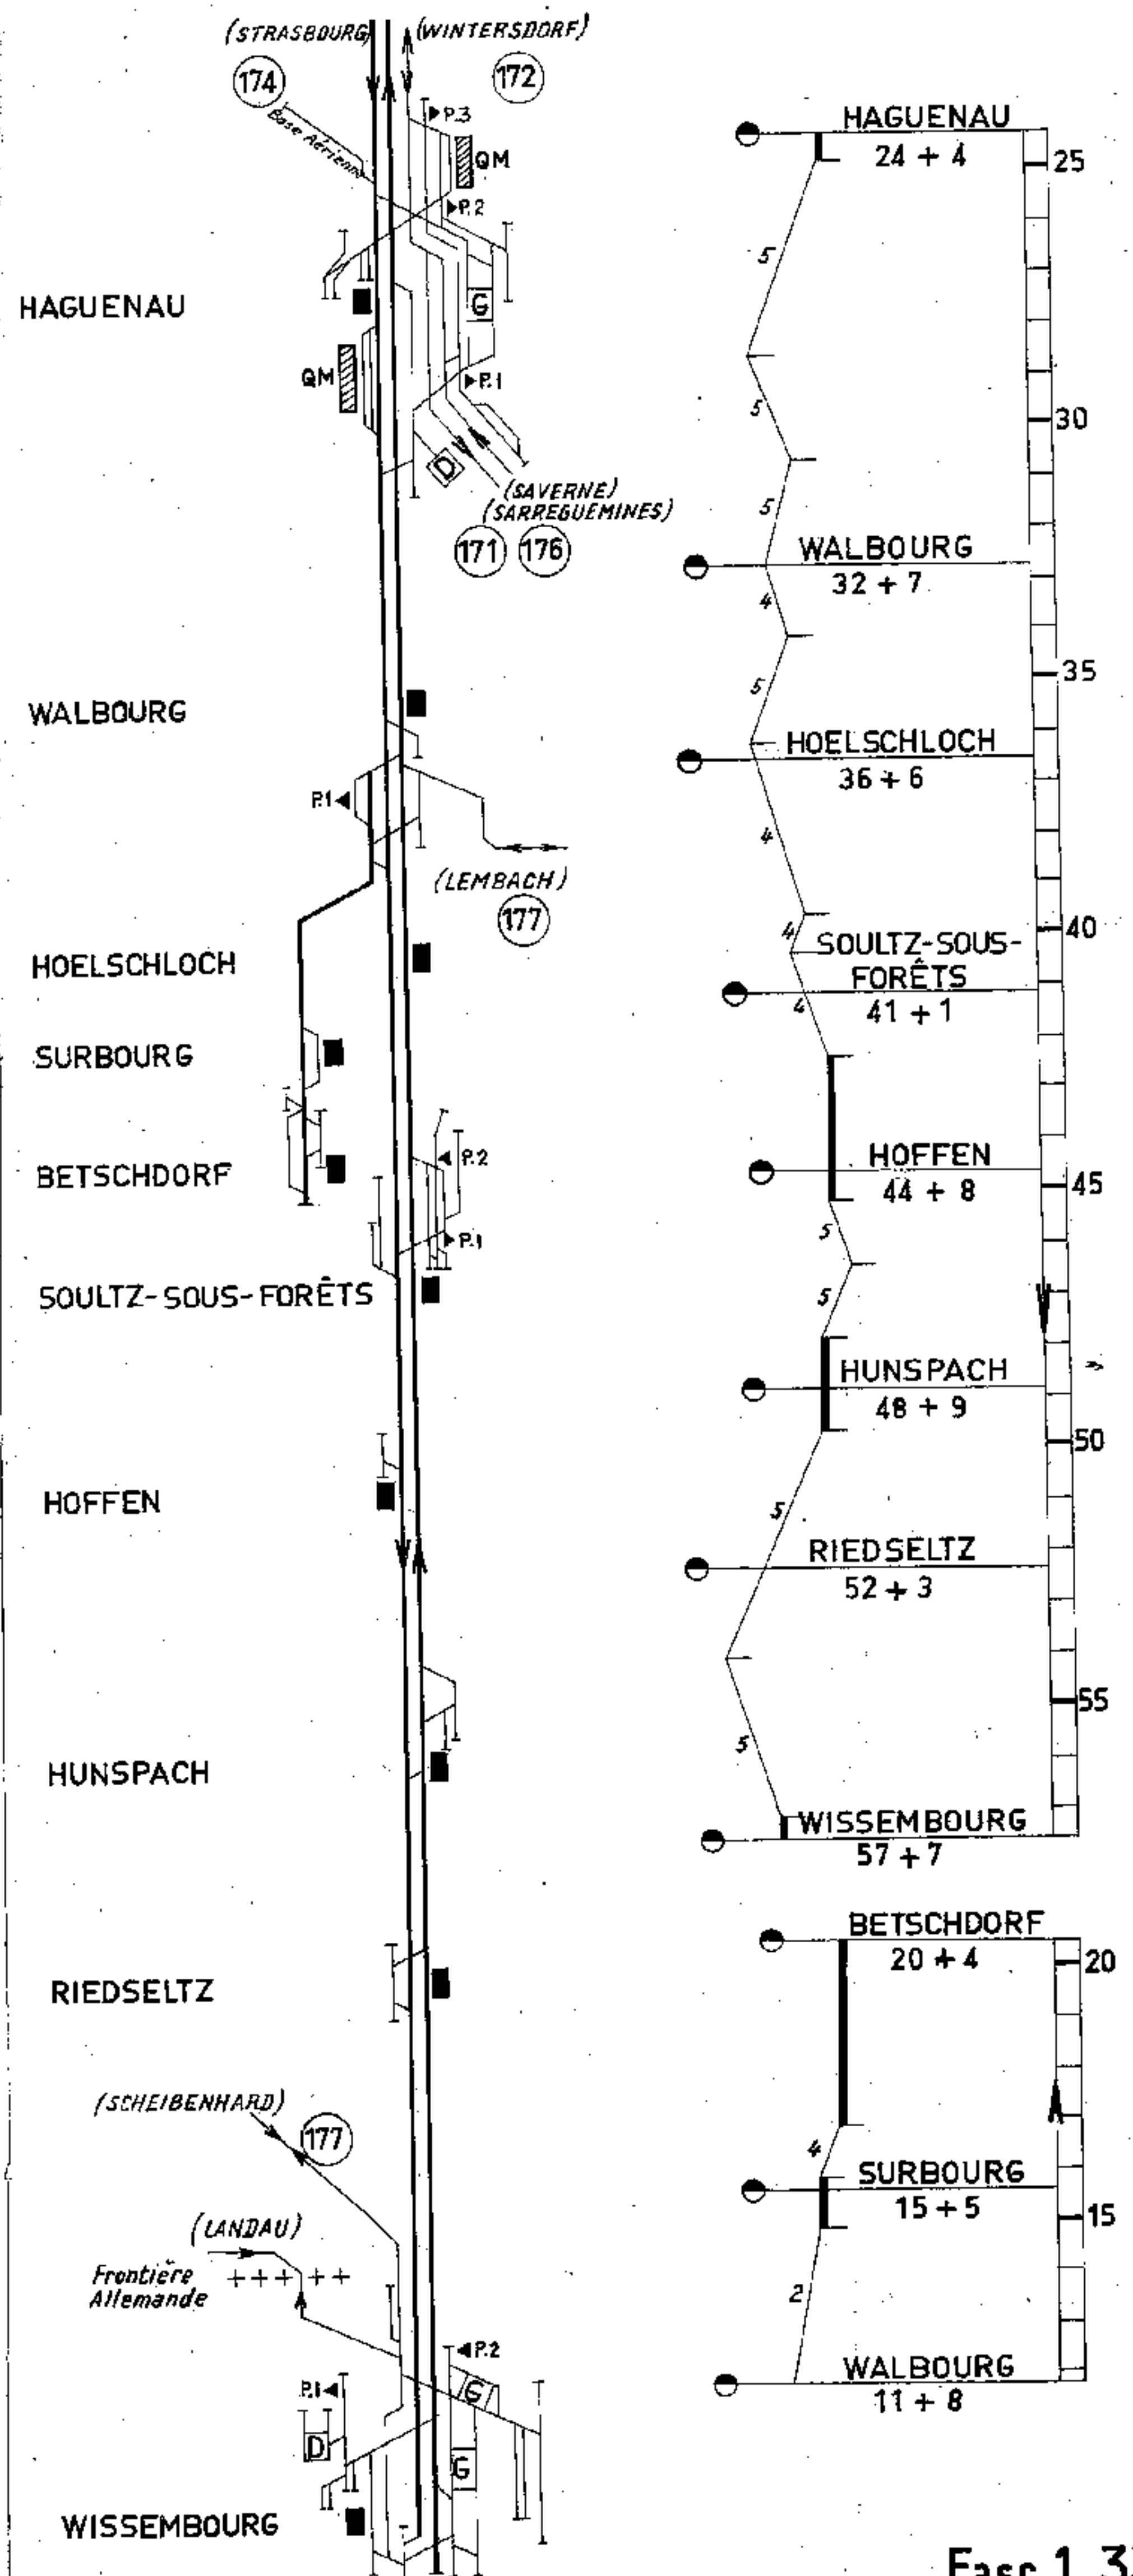 (STRASBOURG)
(WINTERSDORF)
174
172
Base Aérienne
P.3
QM
P.2
HAGUENAU
G
QM
P.1
D
(SAVERNE)
(SARREGUEMINES)
171
176
WALBOURG
P.1
(LEMBACH)
177
HOELSCHLOCH
SURBOURG
BETSCHDORF
P.2
P.1
SOULTZ-SOUS-FORÊTS
HOFFEN
HUNSPACH
RIEDSELTZ
(SCHEIBENHARD)
177
(LANDAU)
Frontière
Allemande
+++ ++
P.2
P.1
G
D
G
WISSEMBOURG
HAGUENAU
24 + 4
25
5
5
30
5
WALBOURG
32 + 7
4
35
5
HOELSCHLOCH
36 + 6
4
40
4
SOULTZ-SOUS-
FORÊTS
41 + 1
4
HOFFEN
44 + 8
45
5
5
HUNSPACH
48 + 9
50
5
RIEDSELTZ
52 + 3
55
5
WISSEMBOURG
57 + 7
BETSCHDORF
20 + 4
20
4
SURBOURG
15 + 5
15
2
WALBOURG
11 + 8
Fasc 1 3